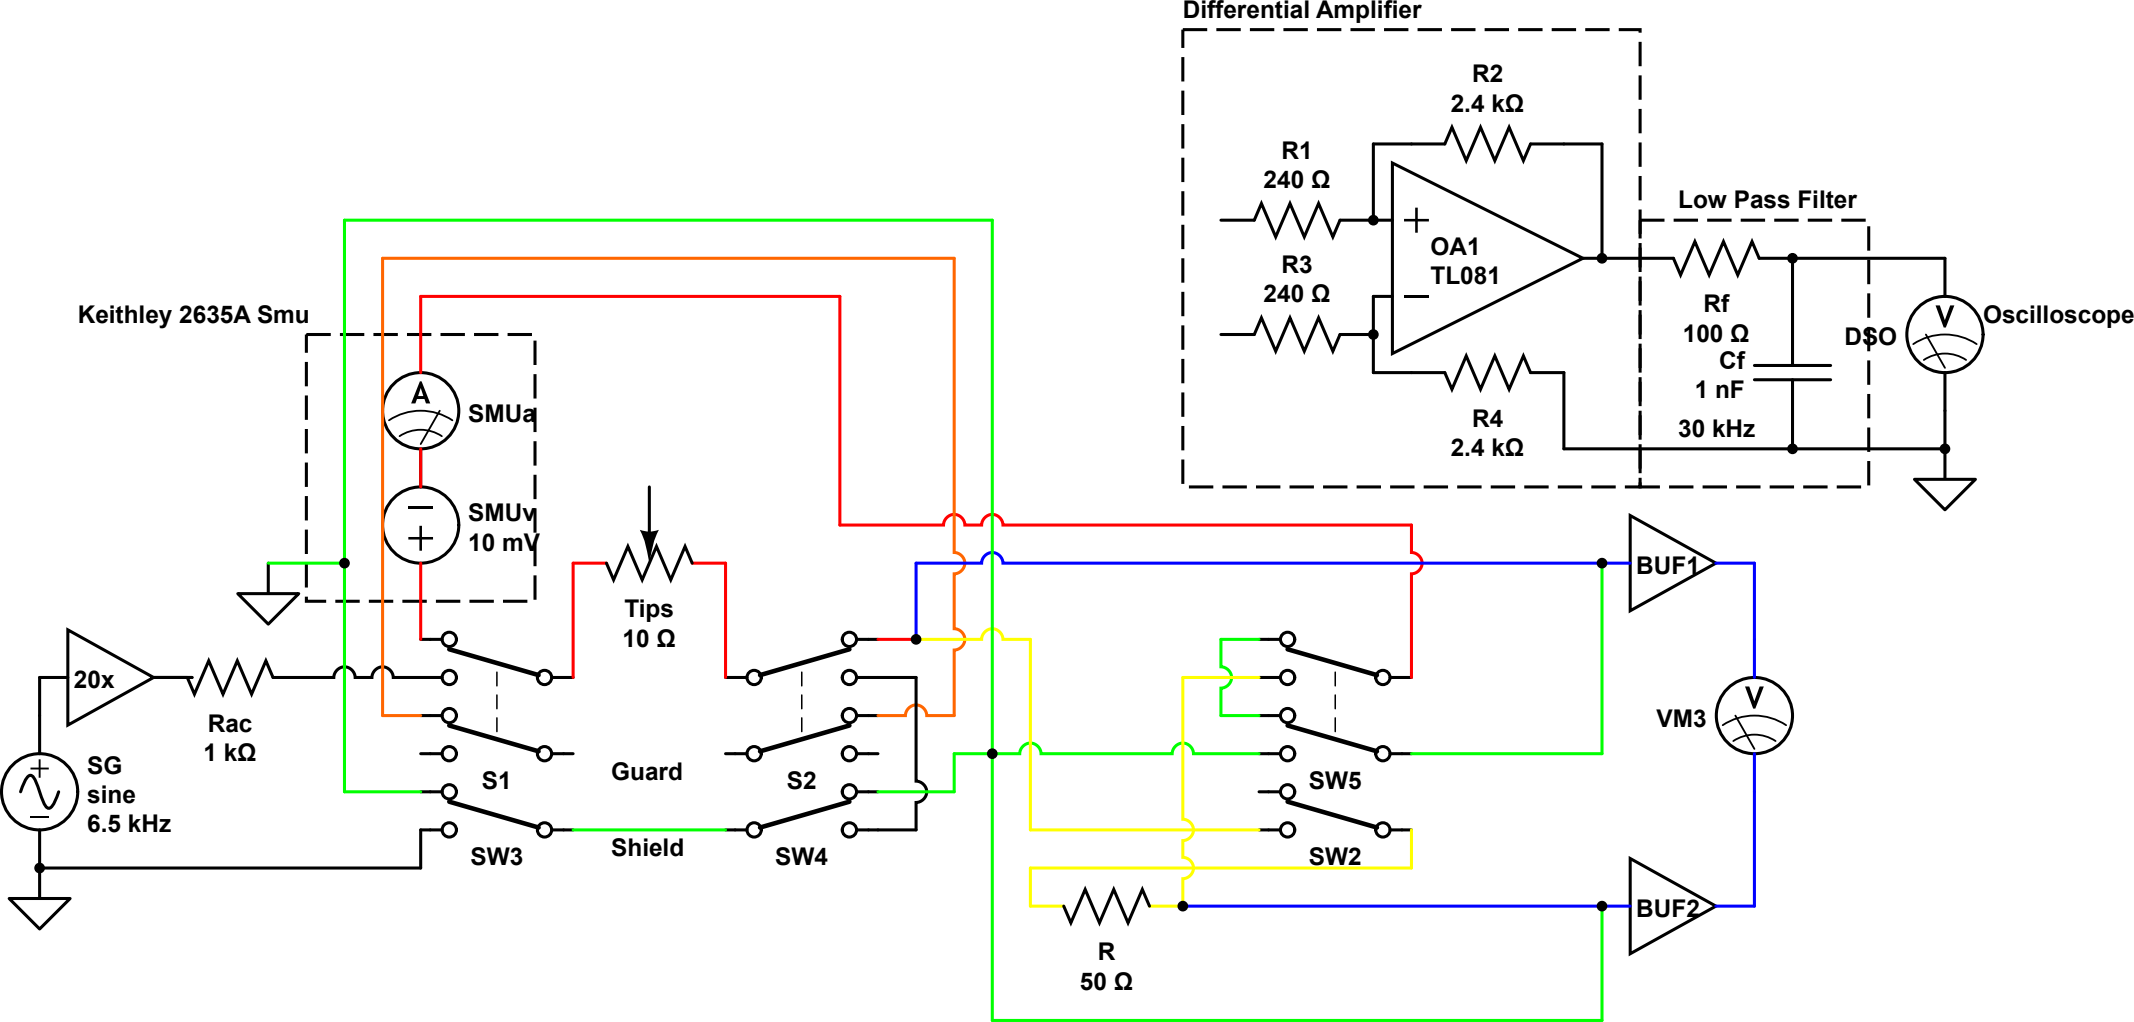 Differential Amplifier
R2
2.4 kΩ
R1
240 Ω
Low Pass Filter
OA1
TL081
R3
240 Ω
Rf
100 Ω
Cf
1 nF
30 kHz
V
DSO
Oscilloscope
R4
2.4 kΩ
Keithley 2635A Smu
A
SMUa
SMUv
10 mV
Tips
10 Ω
BUF1
20x
Rac
1 kΩ
V
VM3
SG
sine
6.5 kHz
S1
Guard
S2
SW5
SW3
Shield
SW4
SW2
BUF2
R
50 Ω